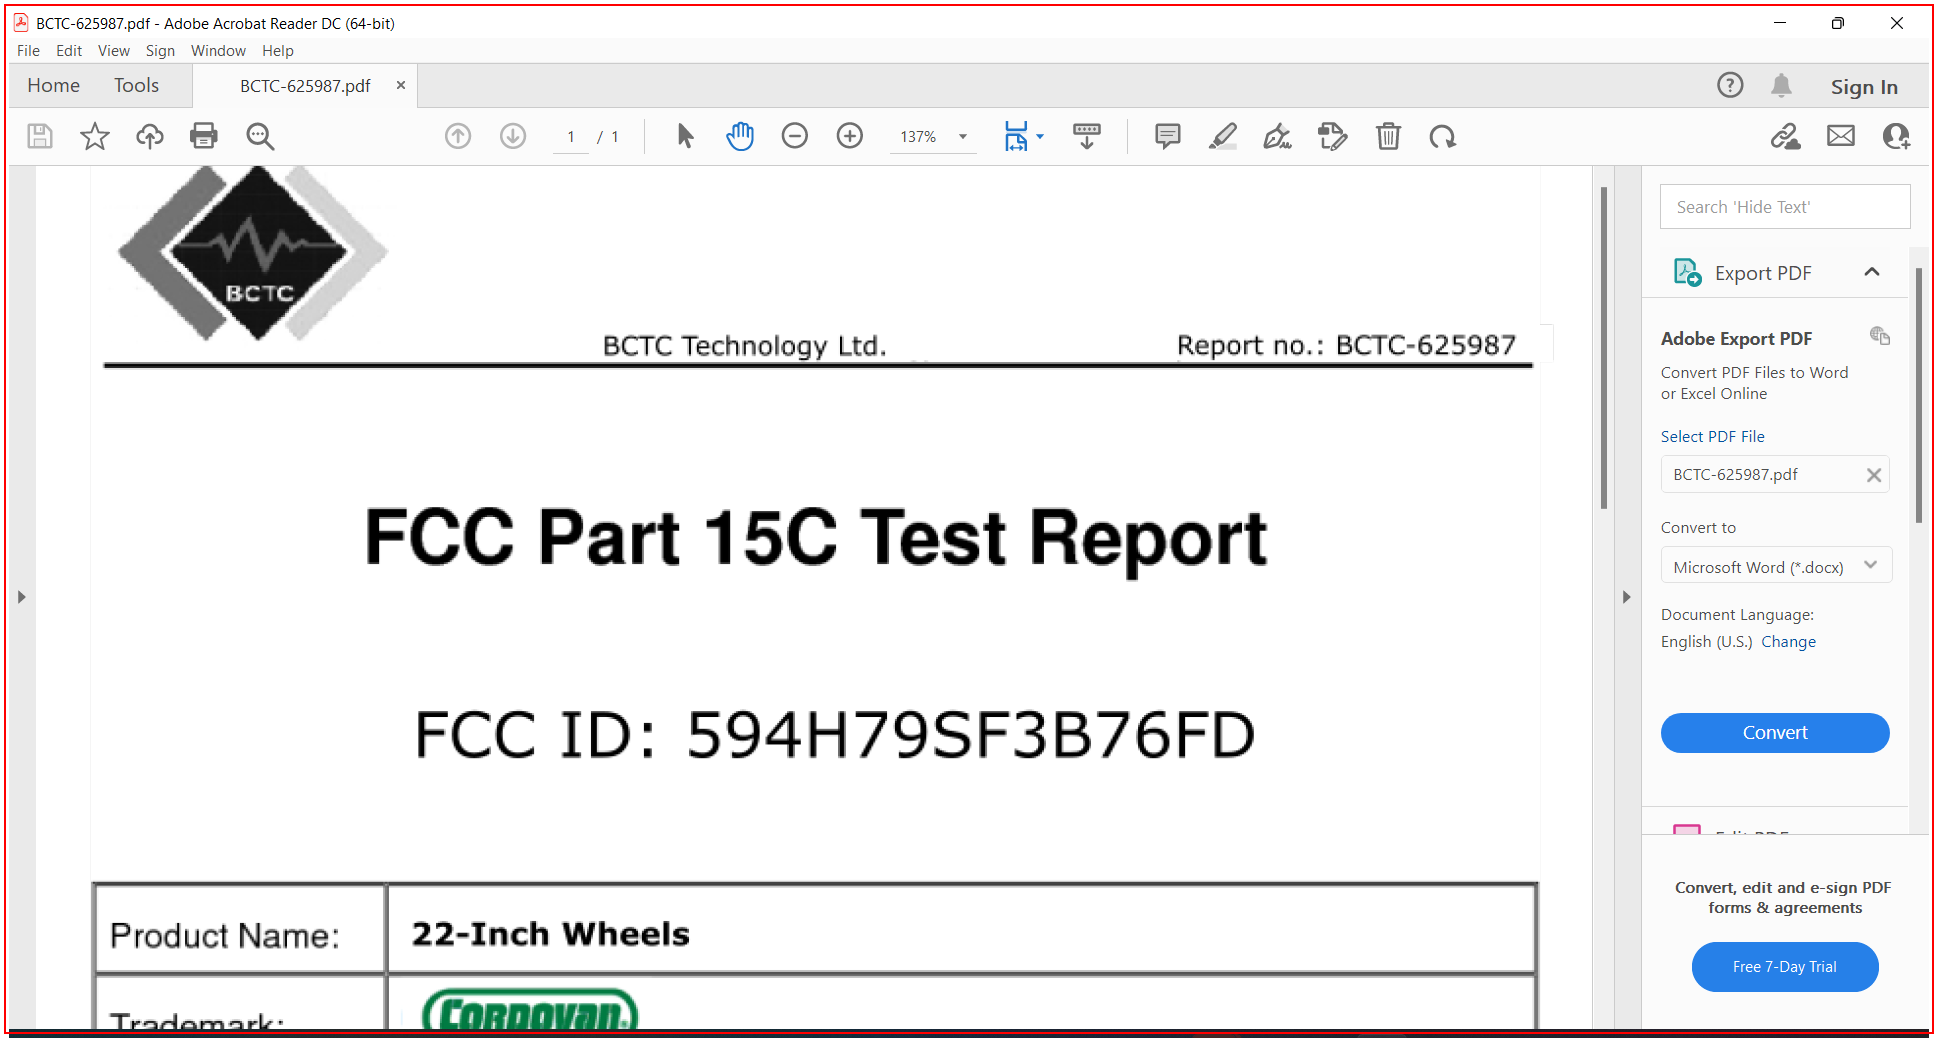 BCTC-625987.pdf - Adobe Acrobat Reader DC (64-bit)
File Edit View Sign Window Help
Home Tools BCTC-625987.pdf × Sign In
1 / 1 137%
BCTC
BCTC Technology Ltd. Report no.: BCTC-625987
FCC Part 15C Test Report
FCC ID: 594H79SF3B76FD
Product Name: 22-Inch Wheels
Trademark: CORDOVAN
Search 'Hide Text'
Export PDF
Adobe Export PDF
Convert PDF Files to Word
or Excel Online
Select PDF File
BCTC-625987.pdf
Convert to
Microsoft Word (*.docx)
Document Language:
English (U.S.) Change
Convert
Edit PDF
Convert, edit and e-sign PDF
forms & agreements
Free 7-Day Trial